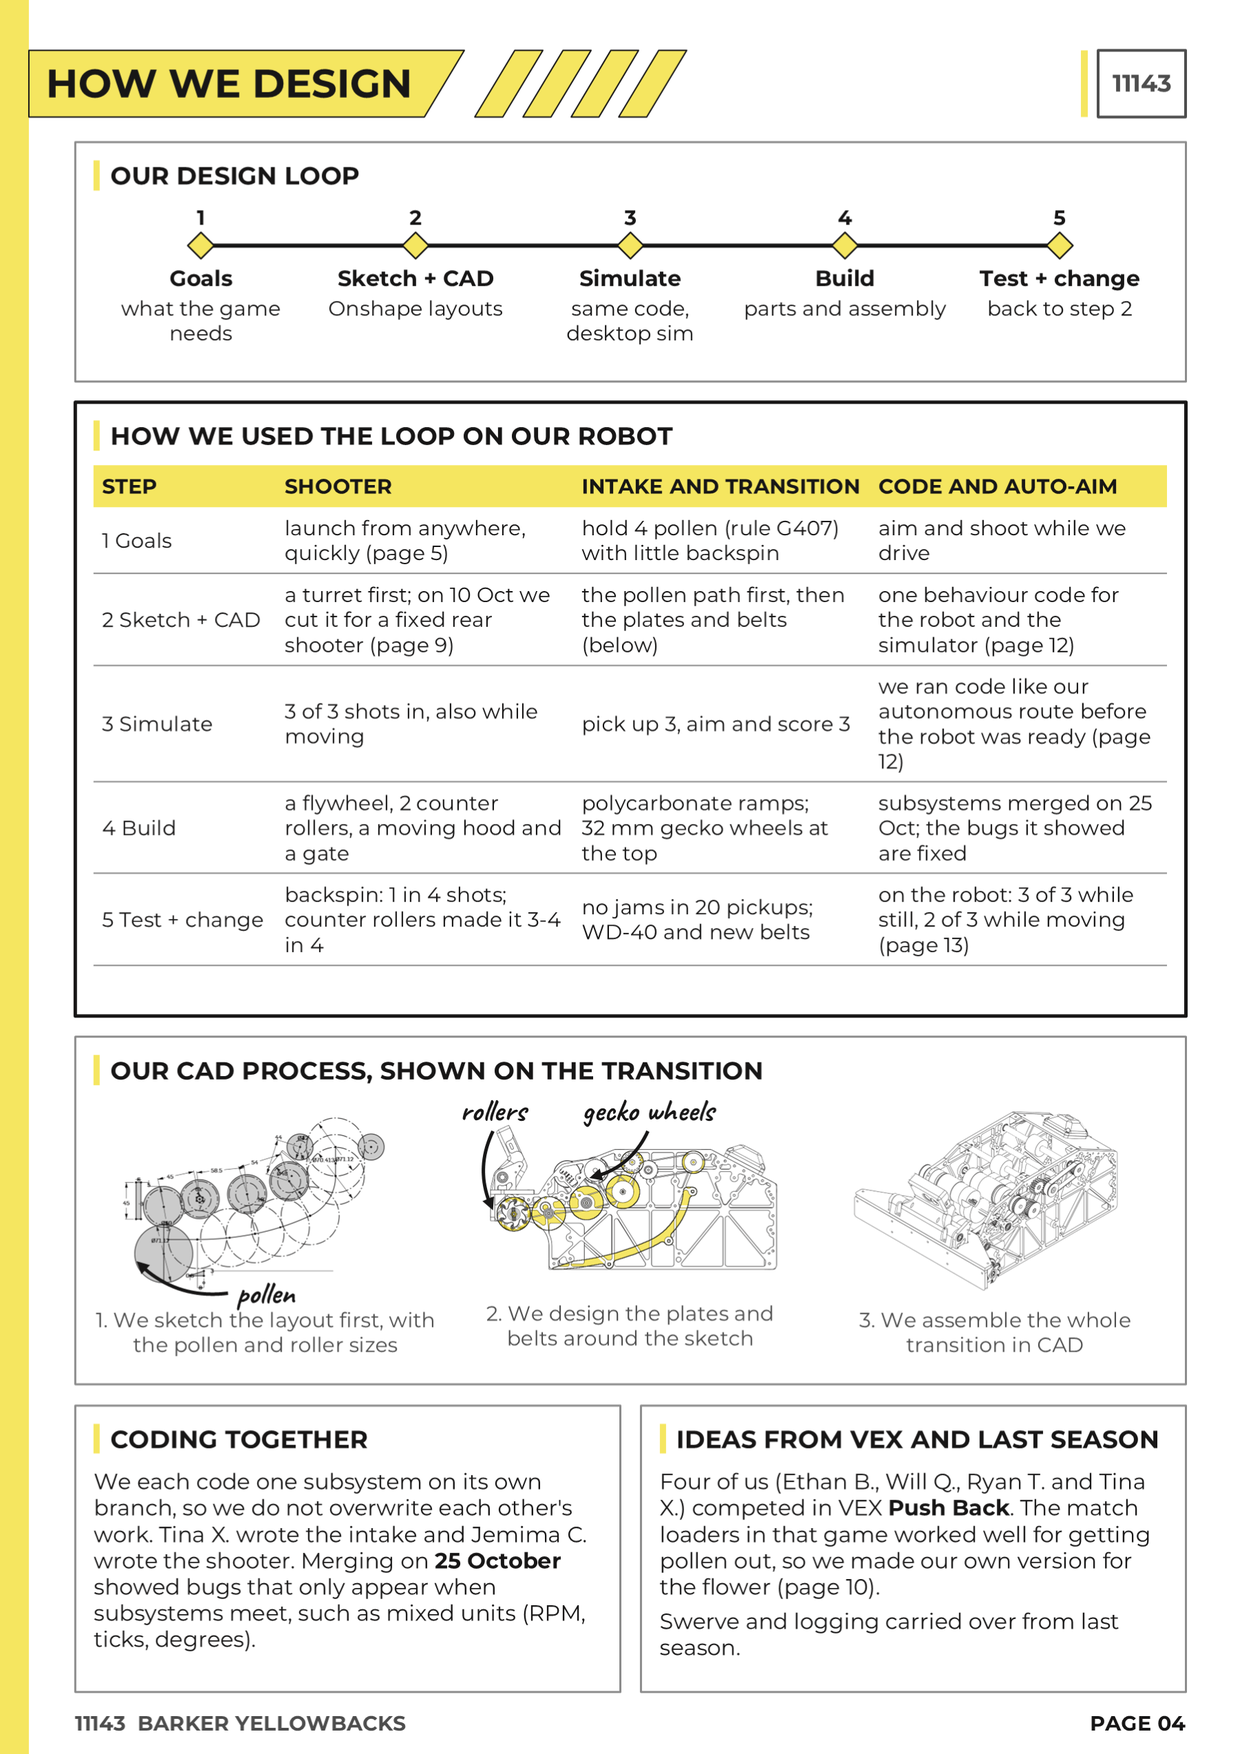 HOW WE DESIGN
11143
OUR DESIGN LOOP
1
2
3
4
5
Goals
Sketch + CAD
Simulate
Build
Test + change
what the game
needs
Onshape layouts
same code,
desktop sim
parts and assembly
back to step 2
HOW WE USED THE LOOP ON OUR ROBOT
STEP
SHOOTER
INTAKE AND TRANSITION
CODE AND AUTO-AIM
1 Goals
launch from anywhere,
quickly (page 5)
hold 4 pollen (rule G407)
with little backspin
aim and shoot while we
drive
2 Sketch + CAD
a turret first; on 10 Oct we
cut it for a fixed rear
shooter (page 9)
the pollen path first, then
the plates and belts
(below)
one behaviour code for
the robot and the
simulator (page 12)
3 Simulate
3 of 3 shots in, also while
moving
pick up 3, aim and score 3
we ran code like our
autonomous route before
the robot was ready (page
12)
4 Build
a flywheel, 2 counter
rollers, a moving hood and
a gate
polycarbonate ramps;
32 mm gecko wheels at
the top
subsystems merged on 25
Oct; the bugs it showed
are fixed
5 Test + change
backspin: 1 in 4 shots;
counter rollers made it 3-4
in 4
no jams in 20 pickups;
WD-40 and new belts
on the robot: 3 of 3 while
still, 2 of 3 while moving
(page 13)
OUR CAD PROCESS, SHOWN ON THE TRANSITION
rollers
gecko wheels
44
54
58.5
45
45
pollen
1. We sketch the layout first, with
the pollen and roller sizes
2. We design the plates and
belts around the sketch
3. We assemble the whole
transition in CAD
CODING TOGETHER
We each code one subsystem on its own
branch, so we do not overwrite each other's
work. Tina X. wrote the intake and Jemima C.
wrote the shooter. Merging on 25 October
showed bugs that only appear when
subsystems meet, such as mixed units (RPM,
ticks, degrees).
IDEAS FROM VEX AND LAST SEASON
Four of us (Ethan B., Will Q., Ryan T. and Tina
X.) competed in VEX Push Back. The match
loaders in that game worked well for getting
pollen out, so we made our own version for
the flower (page 10).
Swerve and logging carried over from last
season.
11143 BARKER YELLOWBACKS
PAGE 04